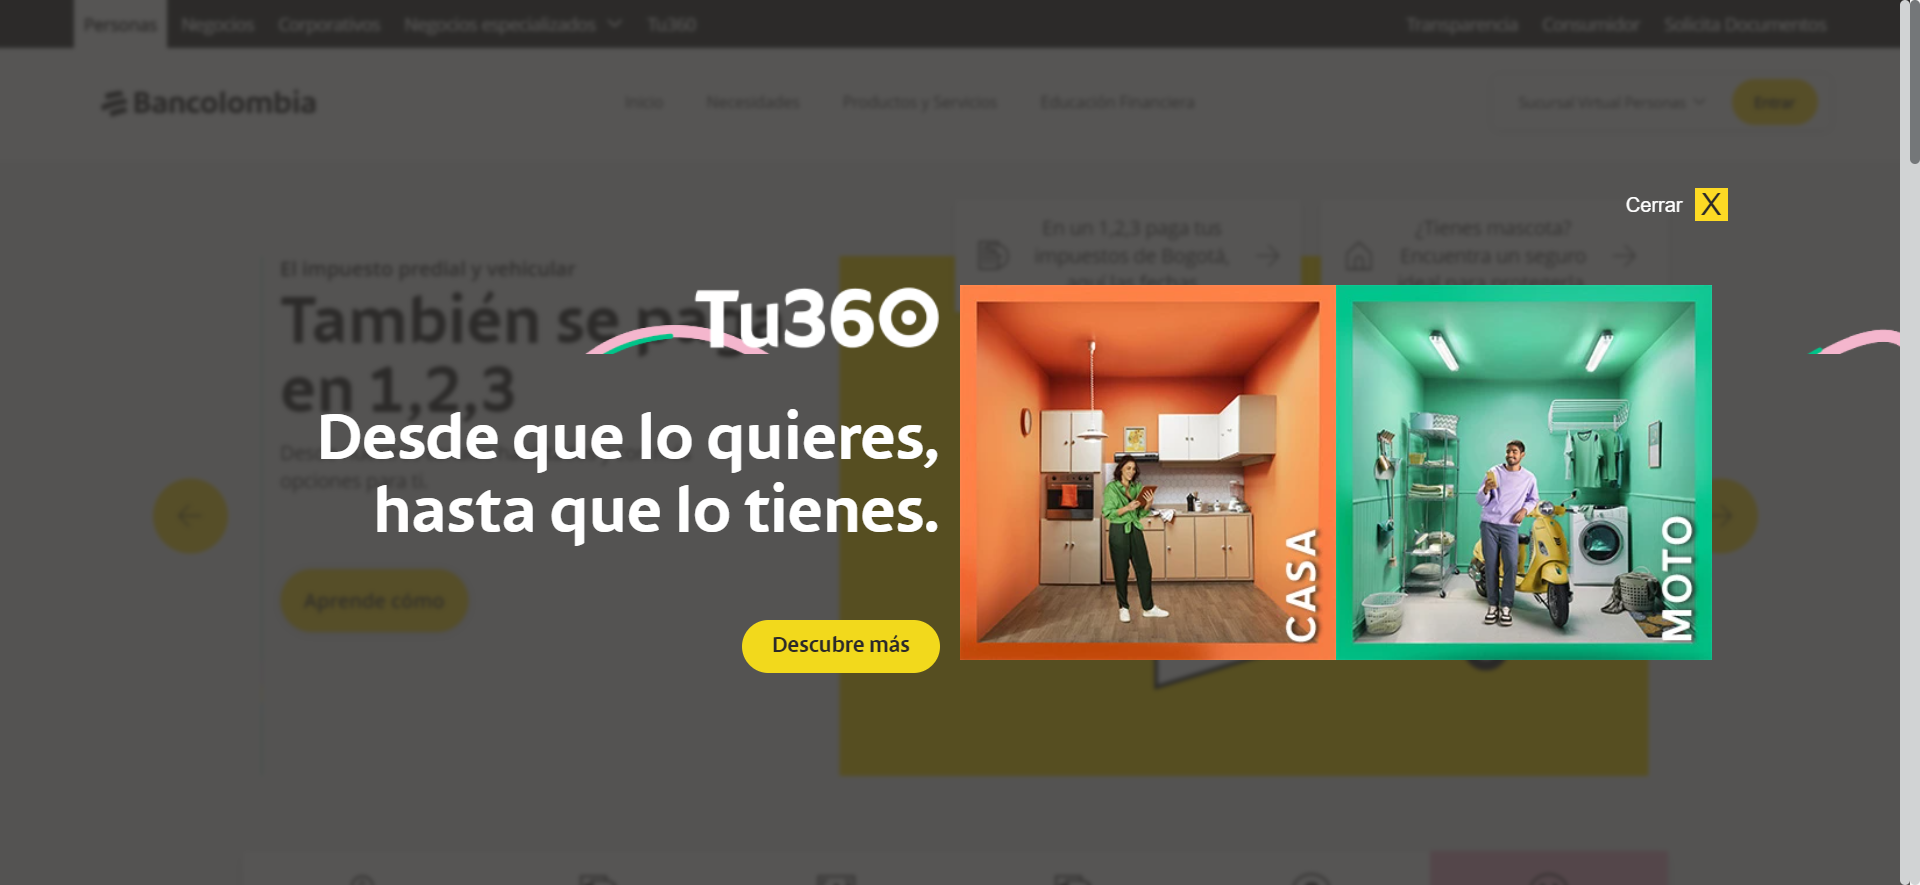 Personas Negocios Corporativos Negocios especializados Tu360 Transparencia Consumidor Solicita Documentos
Bancolombia Inicio Necesidades Productos y Servicios Educación Financiera Sucursal Virtual Personas Entrar
Cerrar X
En un 1,2,3 paga tus
impuestos de Bogotá,
aquí las fechas
¿Tienes mascota?
Encuentra un seguro
ideal para protegerla
El impuesto predial y vehicular
También se paga
en 1,2,3
opciones para ti.
Aprende cómo
Tu360
Desde que lo quieres,
hasta que lo tienes.
Descubre más
CASA
MOTO